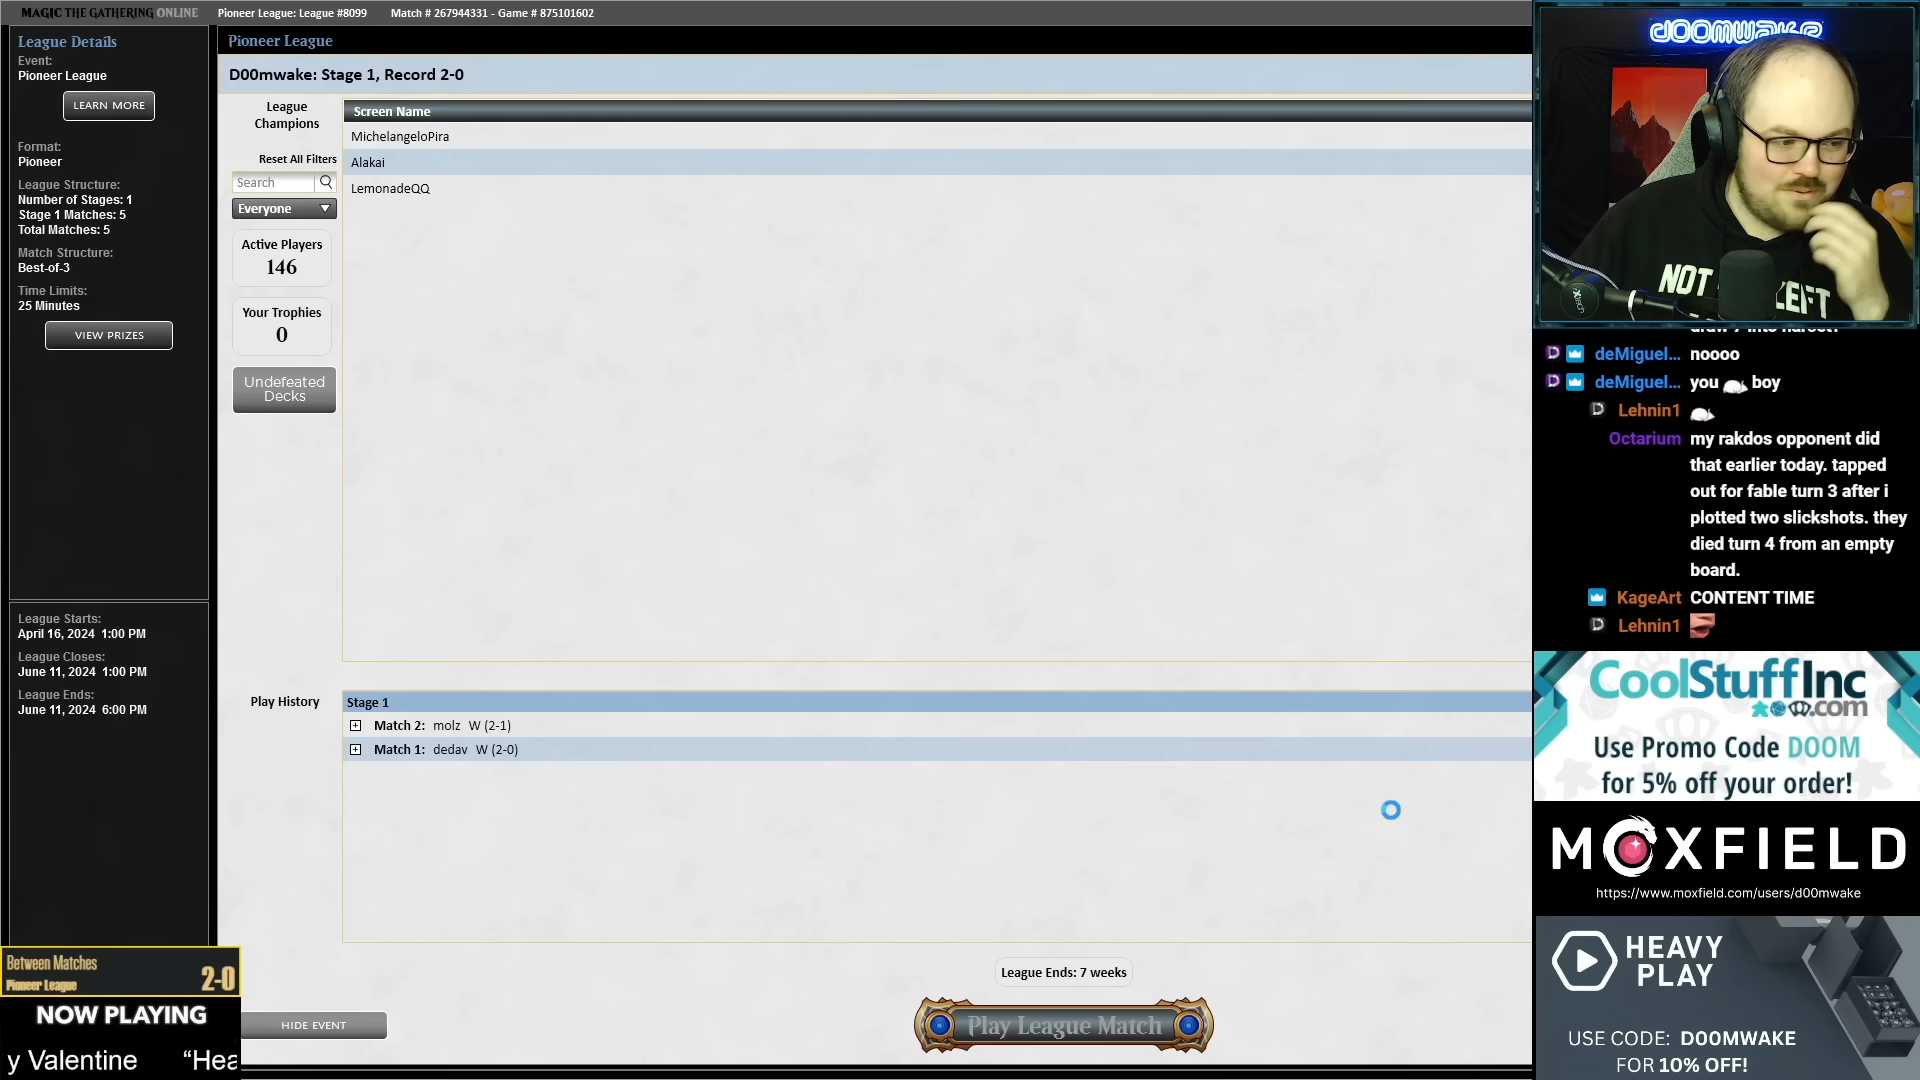 MAGIC THE GATHERING ONLINE
Pioneer League: League #8099
Match # 267944331 - Game # 875101602
League Details
Event:
Pioneer League
LEARN MORE
Format:
Pioneer
League Structure:
Number of Stages: 1
Stage 1 Matches: 5
Total Matches: 5
Match Structure:
Best-of-3
Time Limits:
25 Minutes
VIEW PRIZES
League Starts:
April 16, 2024 1:00 PM
League Closes:
June 11, 2024 1:00 PM
League Ends:
June 11, 2024 6:00 PM
Between Matches
Pioneer League
2-0
NOW PLAYING
y Valentine “Hea
Pioneer League
D00mwake: Stage 1, Record 2-0
League
Champions
Reset All Filters
Search
Everyone
Active Players
146
Your Trophies
0
Undefeated
Decks
Screen Name
MichelangeloPira
Alakai
LemonadeQQ
Play History
Stage 1
Match 2: molz W (2-1)
Match 1: dedav W (2-0)
League Ends: 7 weeks
HIDE EVENT
Play League Match
doomwake
NOT
deMiguel... noooo
deMiguel... you boy
Lehnin1
Octarium my rakdos opponent did
that earlier today. tapped
out for fable turn 3 after i
plotted two slickshots. they
died turn 4 from an empty
board.
KageArt CONTENT TIME
Lehnin1
CoolStuffInc
.com
Use Promo Code DOOM
for 5% off your order!
MOXFIELD
https://www.moxfield.com/users/d00mwake
HEAVY
PLAY
USE CODE: D00MWAKE
FOR 10% OFF!